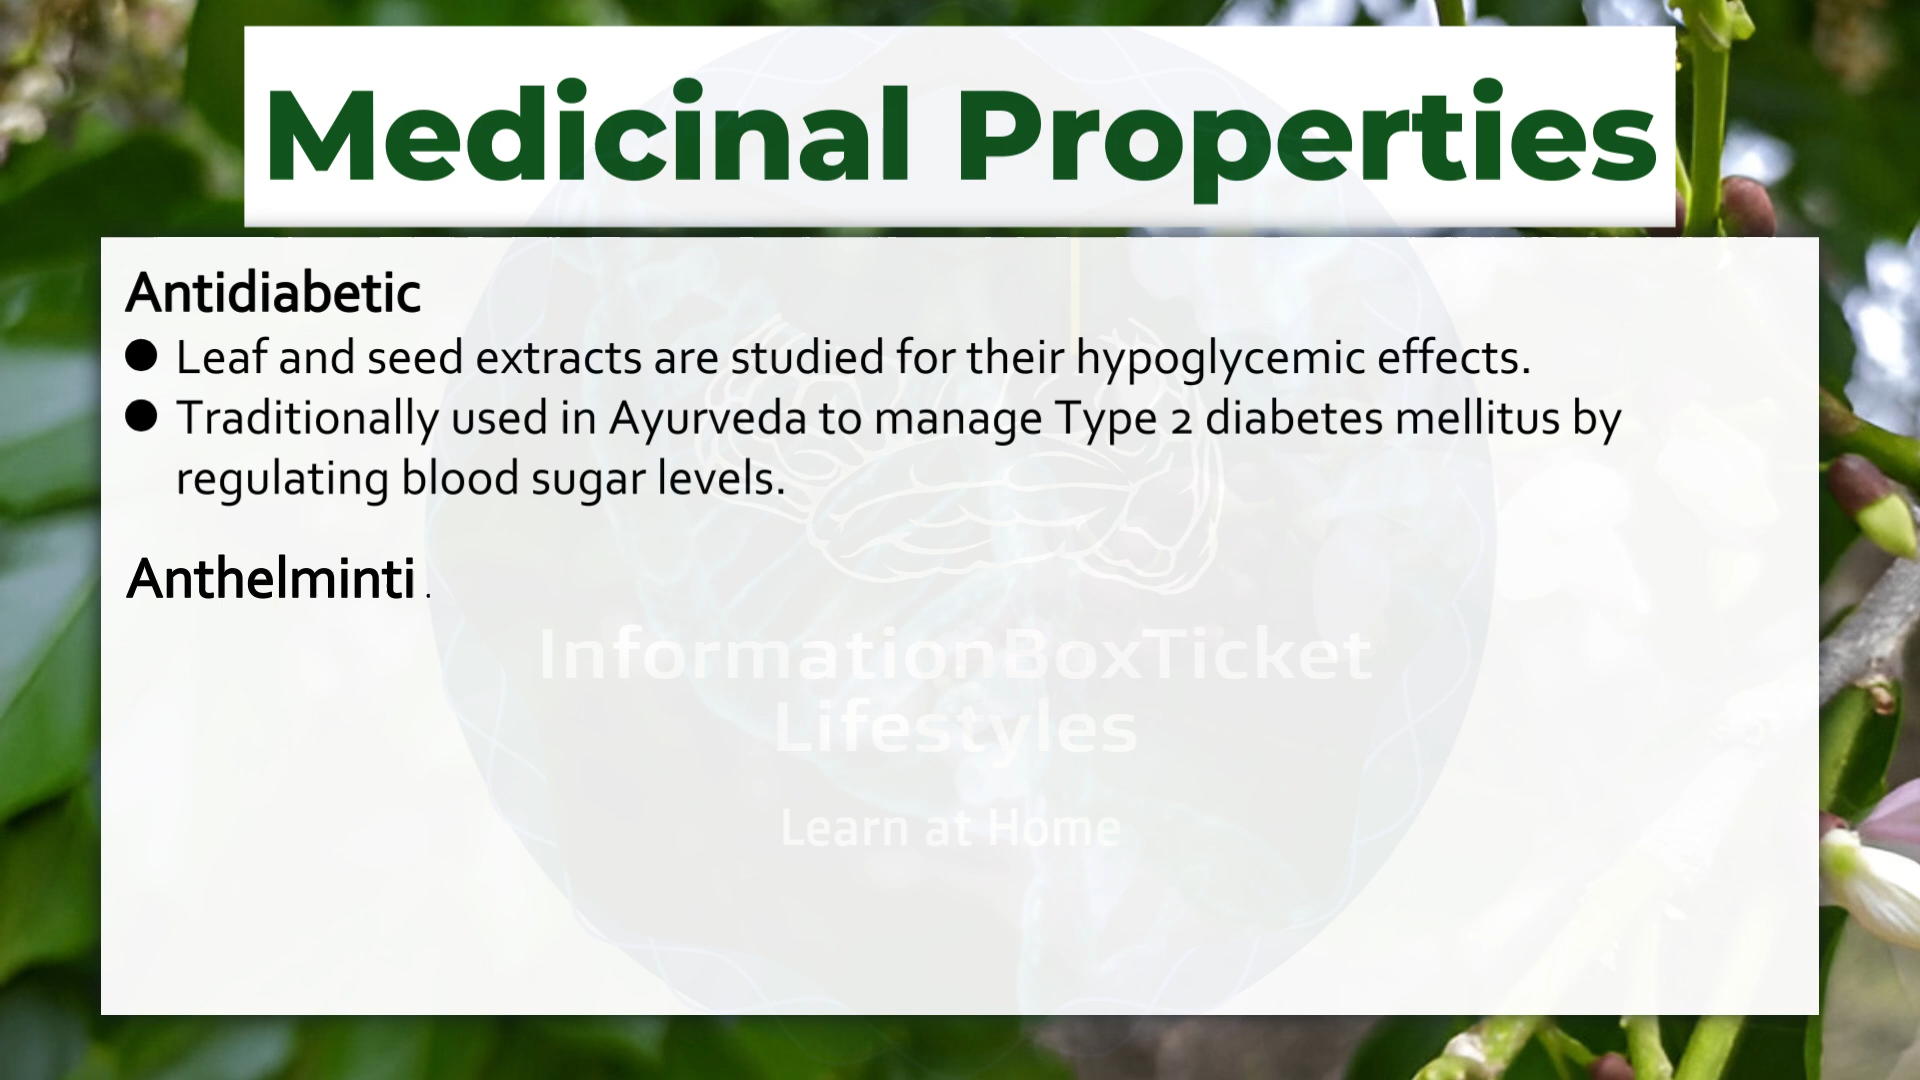 Medicinal Properties
Antidiabetic
● Leaf and seed extracts are studied for their hypoglycemic effects.
● Traditionally used in Ayurveda to manage Type 2 diabetes mellitus by
regulating blood sugar levels.
Anthelminti .
InformationBoxTicket
Lifestyles
Learn at Home